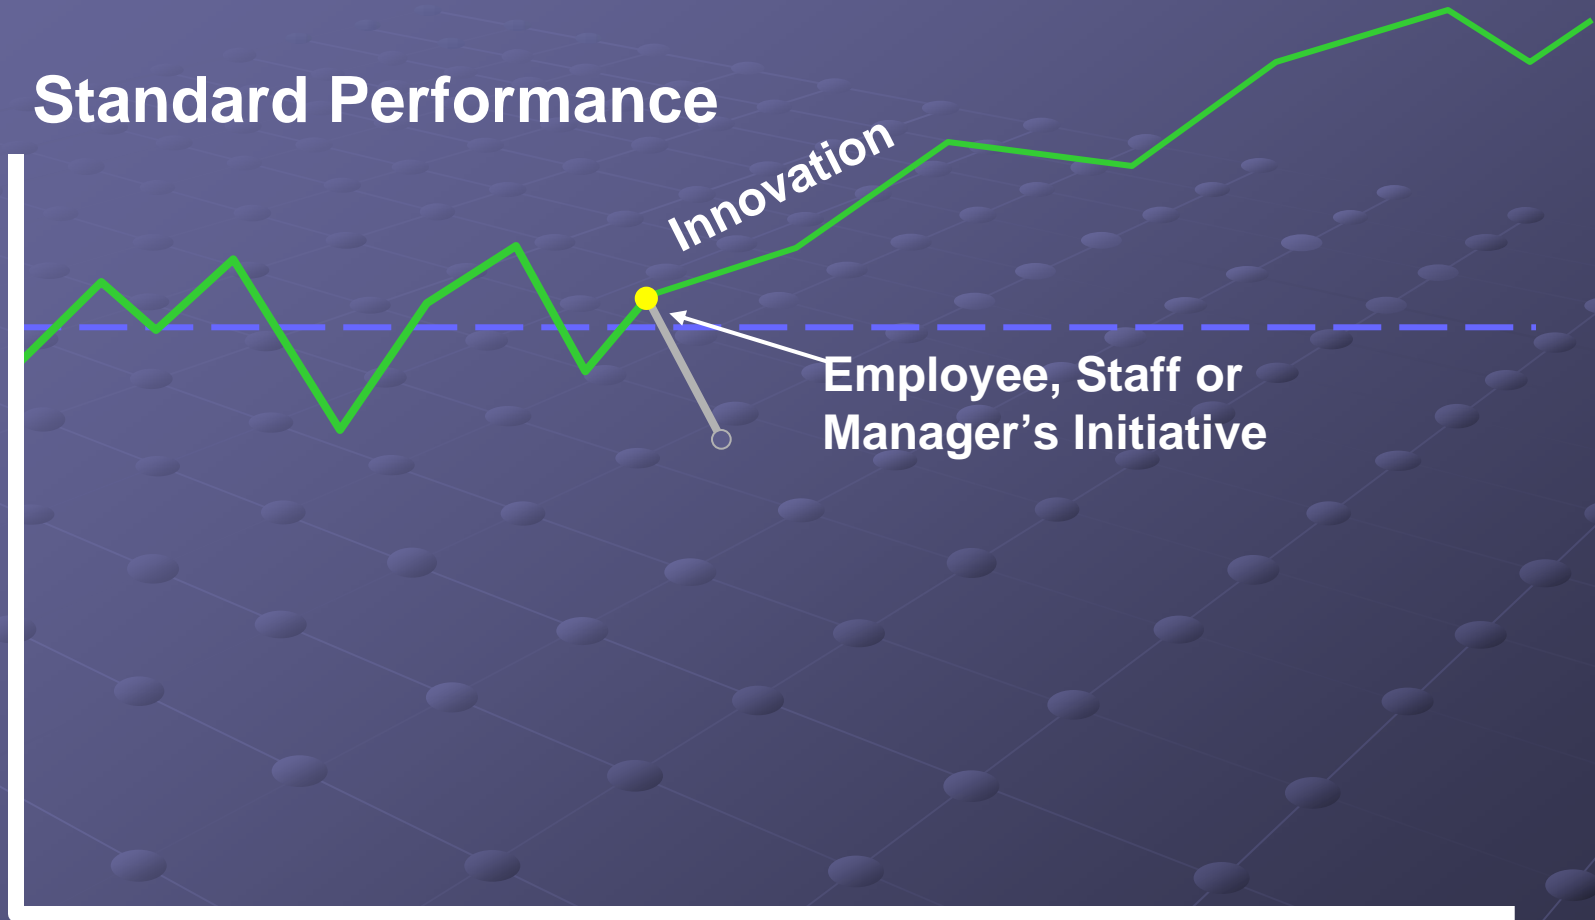 Standard Performance
Innovation
Employee, Staff or
Manager’s Initiative